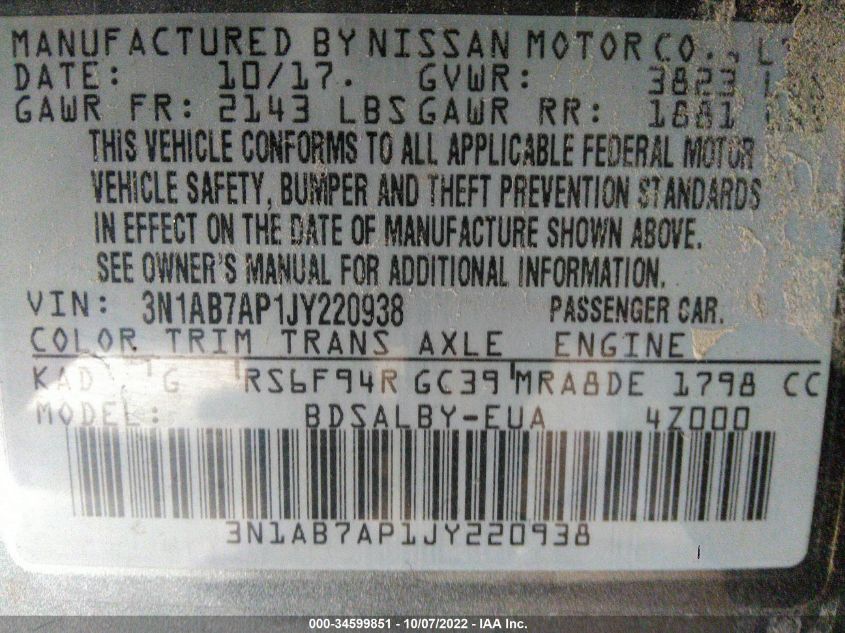 MANUFACTURED BY NISSAN MOTOR CO.,
DATE: 10/17. GVWR: 3823
GAWR FR: 2143 LBS GAWR RR: 1881
THIS VEHICLE CONFORMS TO ALL APPLICABLE FEDERAL MOTOR
VEHICLE SAFETY, BUMPER AND THEFT PREVENTION STANDARDS
IN EFFECT ON THE DATE OF MANUFACTURE SHOWN ABOVE.
SEE OWNER'S MANUAL FOR ADDITIONAL INFORMATION.
VIN: 3N1AB7AP1JY220938 PASSENGER CAR.
COLOR TRIM TRANS AXLE ENGINE
KAD G RS6F94R GC39 MRA8DE 1798 CC
MODEL: BDSALBY-EUA 4Z000
3N1AB7AP1JY220938
000-34599851 - 10/07/2022 - IAA Inc.